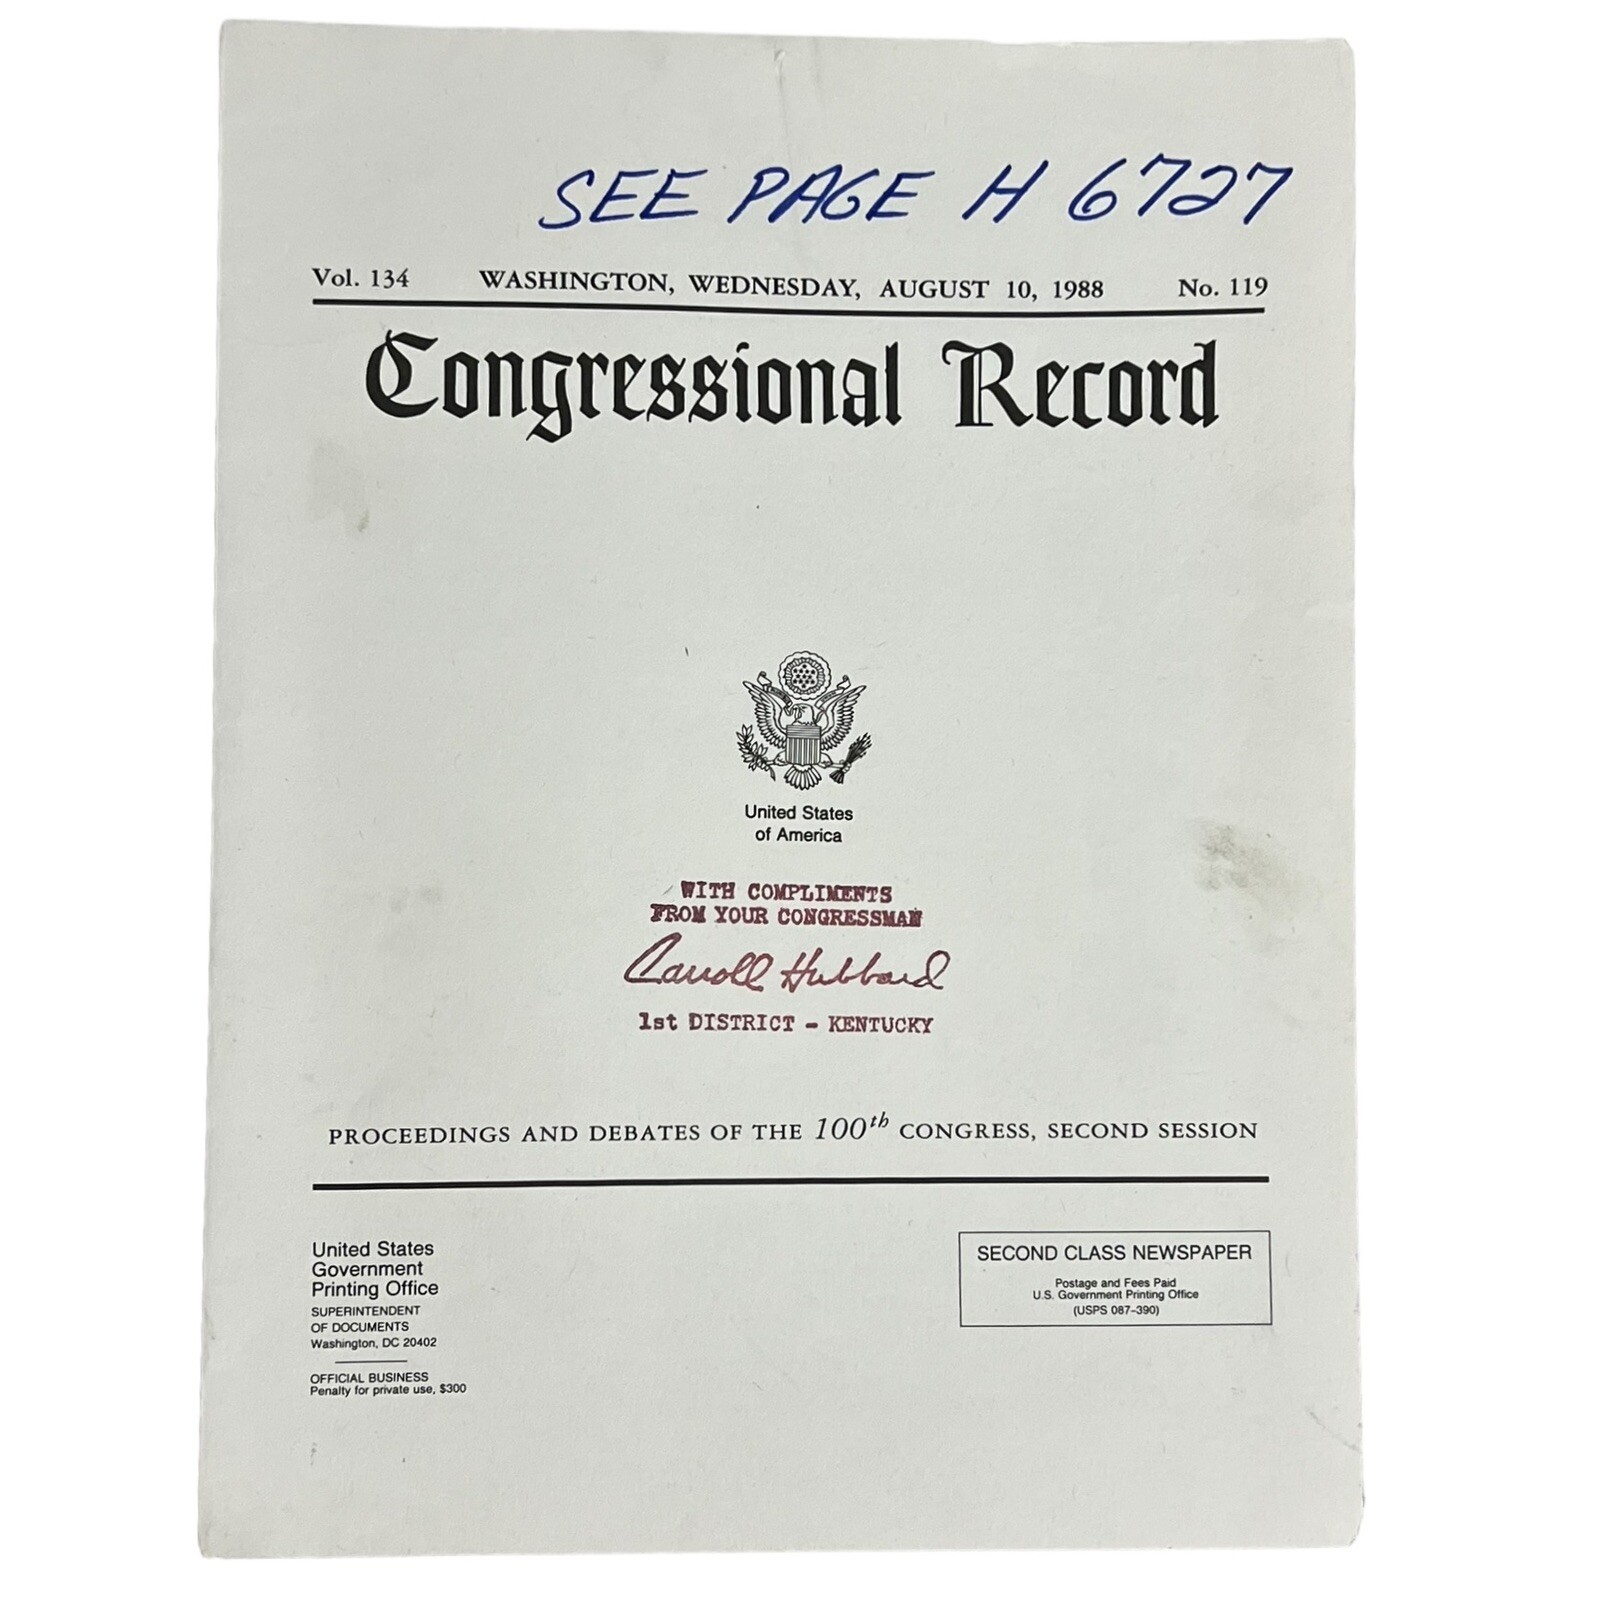 SEE PAGE H 6727
Vol. 134 WASHINGTON, WEDNESDAY, AUGUST 10, 1988 No. 119
Congressional Record
United States
of America
WITH COMPLIMENTS
FROM YOUR CONGRESSMAN
Carroll Hubbard
1st DISTRICT - KENTUCKY
PROCEEDINGS AND DEBATES OF THE 100th CONGRESS, SECOND SESSION
United States
Government
Printing Office
SUPERINTENDENT
OF DOCUMENTS
Washington, DC 20402
OFFICIAL BUSINESS
Penalty for private use, $300
SECOND CLASS NEWSPAPER
Postage and Fees Paid
U.S. Government Printing Office
(USPS 087-390)